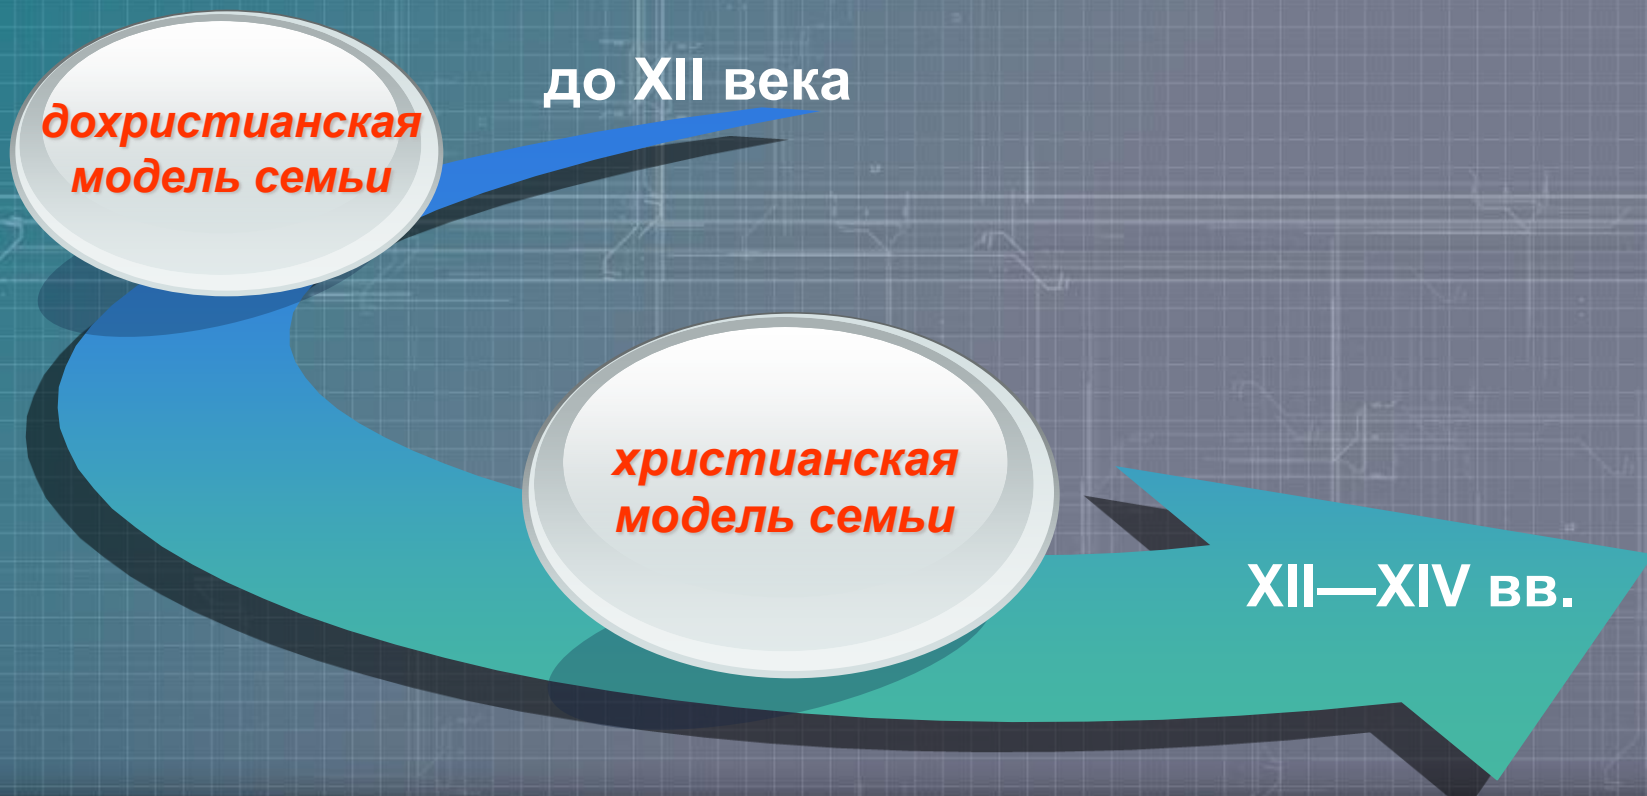 до XII века
дохристианская
модель семьи
христианская
модель семьи
XII—XIV вв.